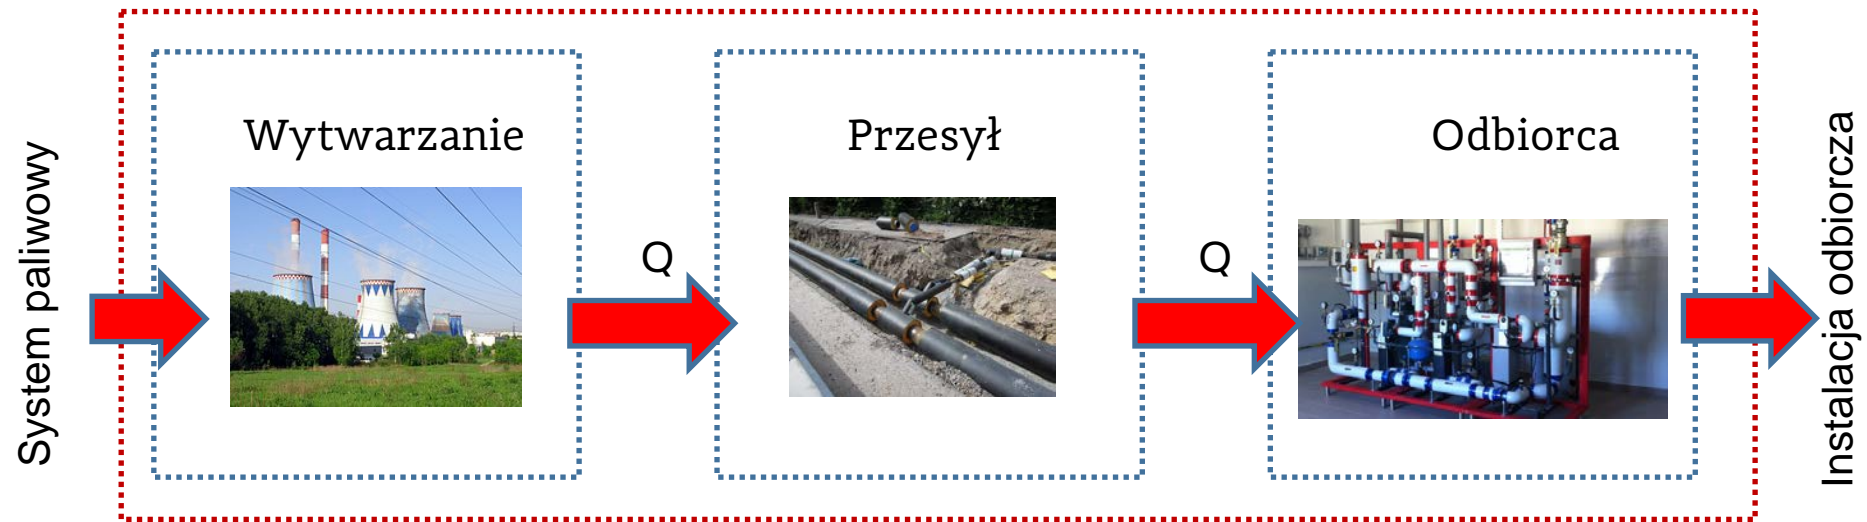 System paliwowy
Wytwarzanie
Q
Przesył
Q
Odbiorca
Instalacja odbiorcza